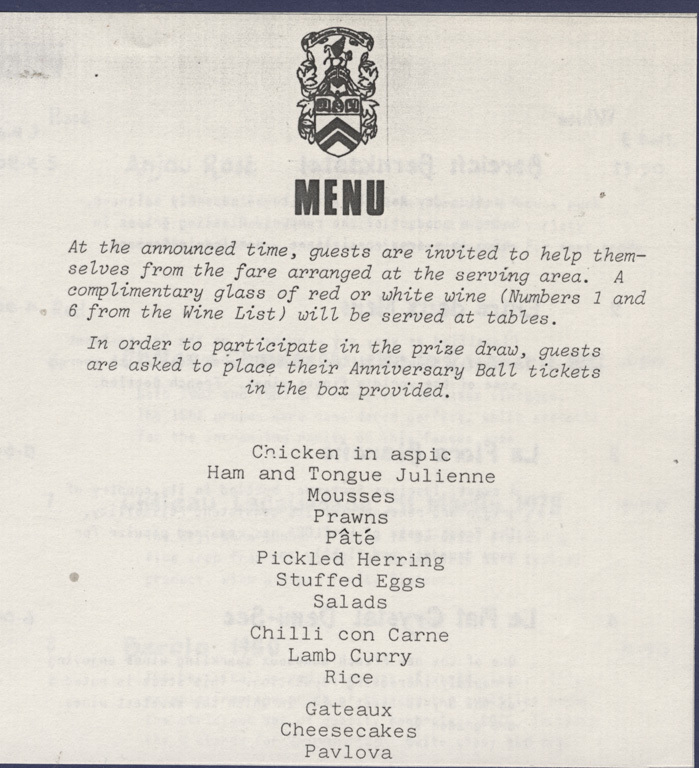 MENU
At the announced time, guests are invited to help them-
selves from the fare arranged at the serving area. A
complimentary glass of red or white wine (Numbers 1 and
6 from the Wine List) will be served at tables.
In order to participate in the prize draw, guests
are asked to place their Anniversary Ball tickets
in the box provided.
Chicken in aspic
Ham and Tongue Julienne
Mousses
Prawns
Pâté
Pickled Herring
Stuffed Eggs
Salads
Chilli con Carne
Lamb Curry
Rice
Gateaux
Cheesecakes
Pavlova